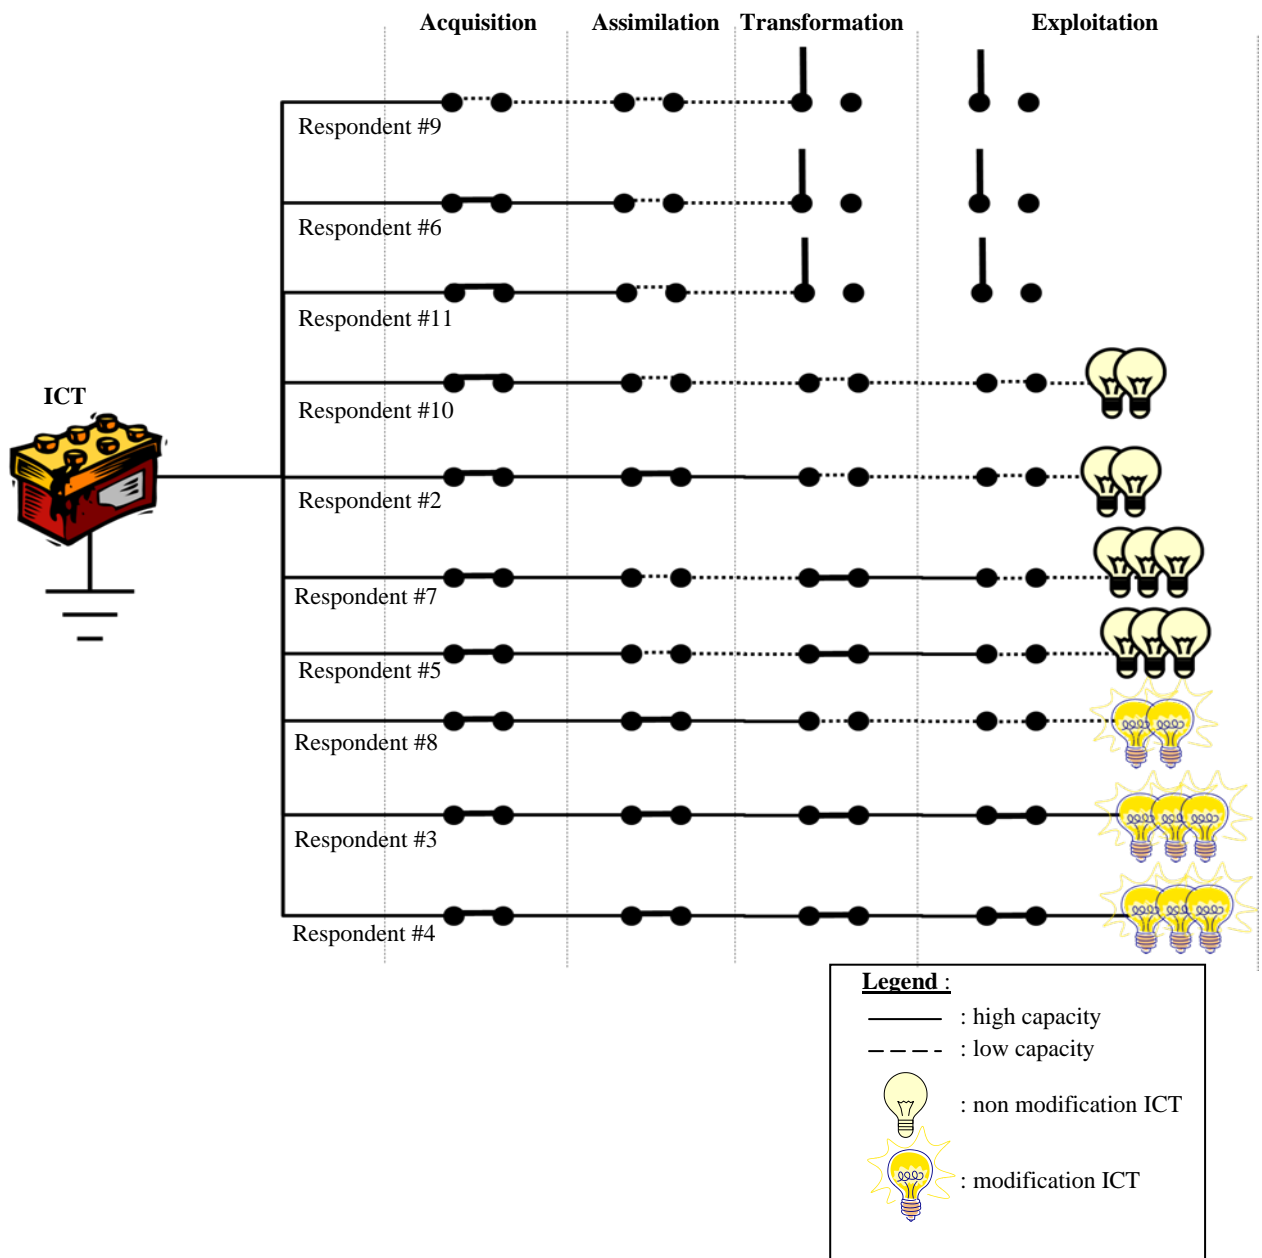 Acquisition Assimilation Transformation Exploitation
Respondent #9
Respondent #6
Respondent #11
ICT
Respondent #10
Respondent #2
Respondent #7
Respondent #5
Respondent #8
Respondent #3
Respondent #4
Legend :
: high capacity
: low capacity
: non modification ICT
: modification ICT